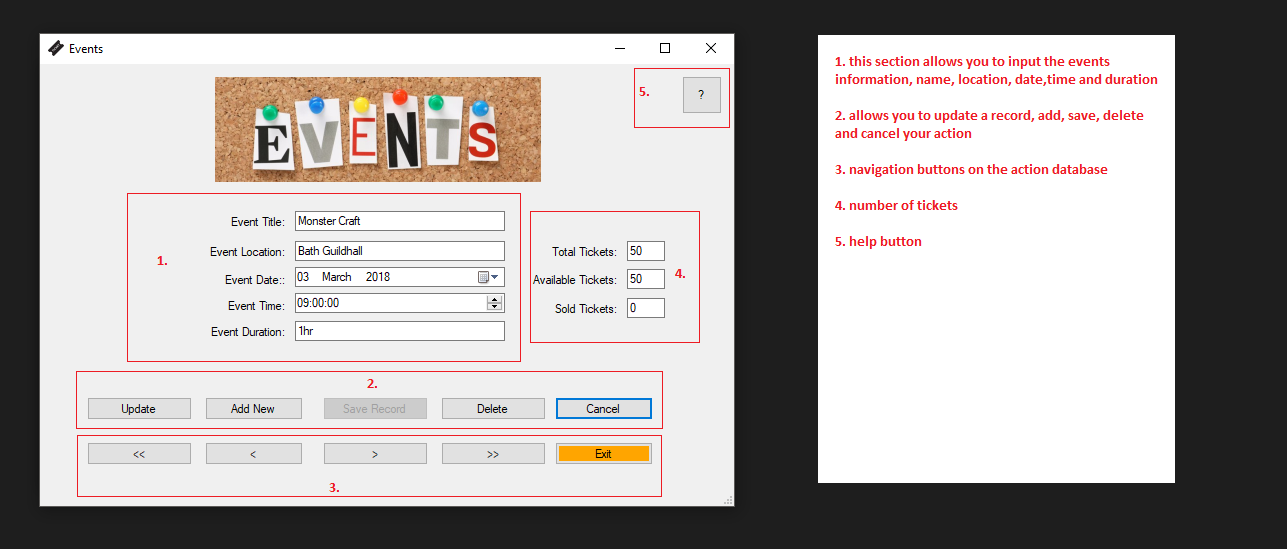 Events
5.
?
EVENTS
Event Title: Monster Craft
Event Location: Bath Guildhall
Event Date:: 03 March 2018
Event Time: 09:00:00
Event Duration: 1hr
1.
Total Tickets: 50
Available Tickets: 50
Sold Tickets: 0
4.
2.
Update Add New Save Record Delete Cancel
<< < > >> Exit
3.
1. this section allows you to input the events
information, name, location, date,time and duration
2. allows you to update a record, add, save, delete
and cancel your action
3. navigation buttons on the action database
4. number of tickets
5. help button